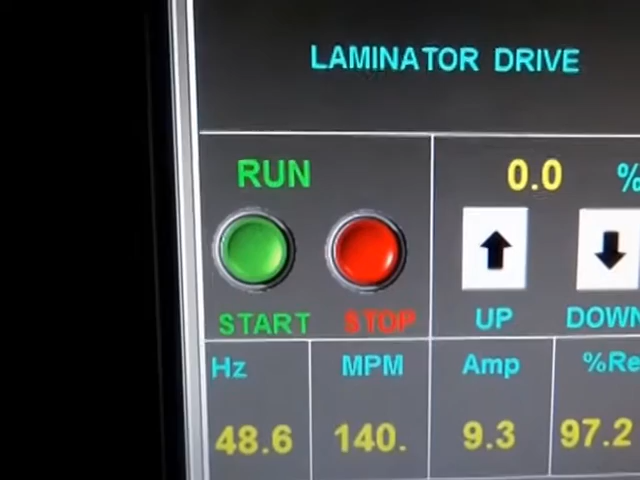 LAMINATOR DRIVE
RUN
0.0 %
START STOP UP DOWN
Hz MPM Amp
48.6 140. 9.3 97.2